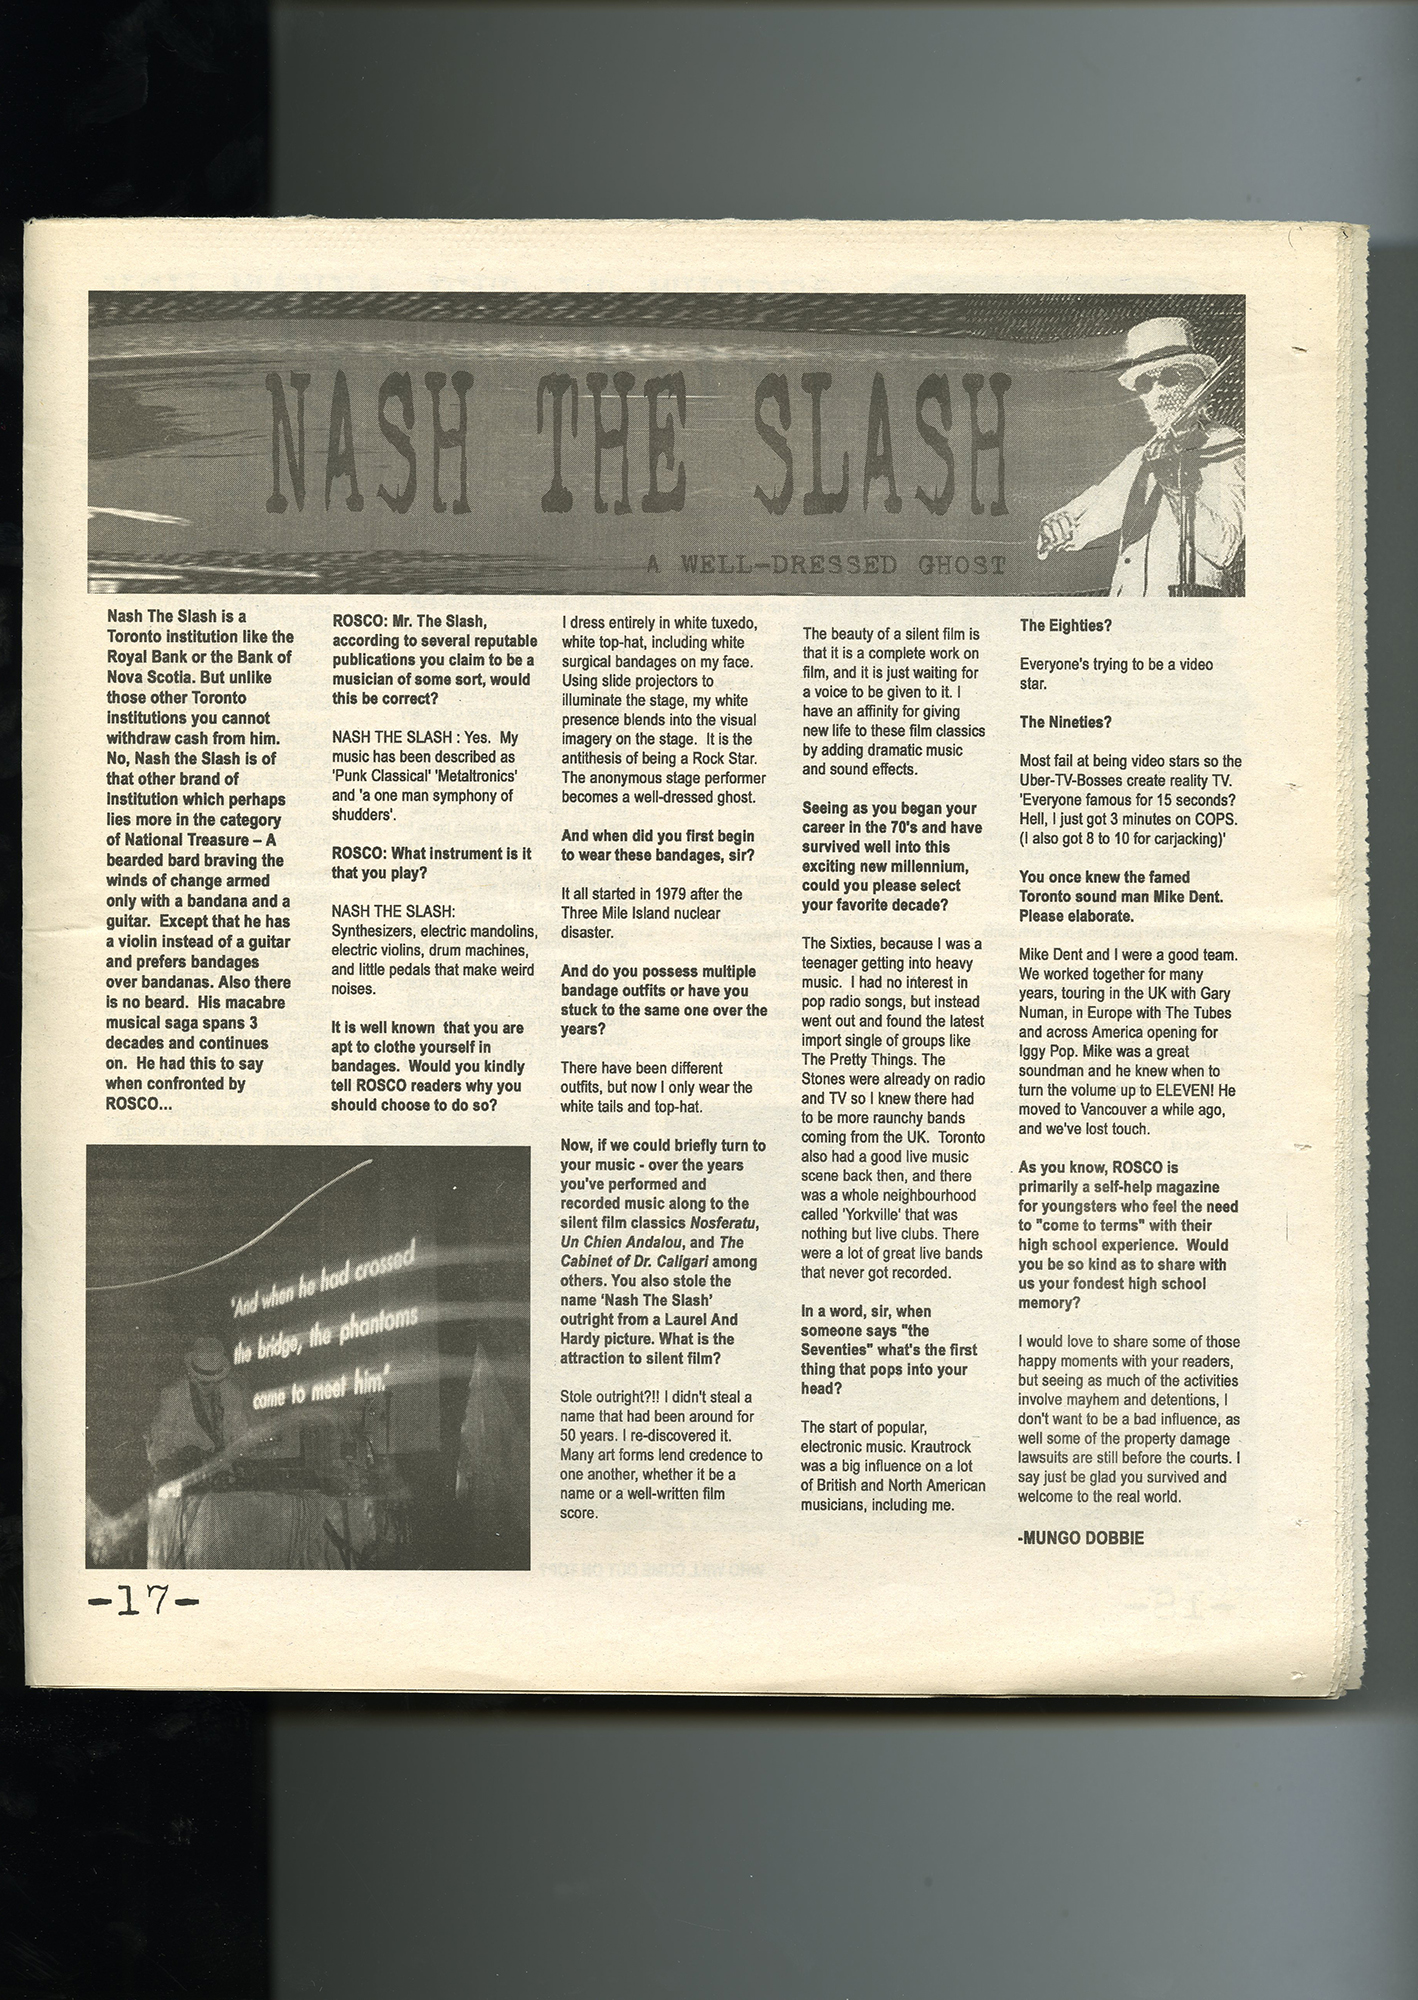 NASH THE SLASH
A WELL-DRESSED GHOST
Nash The Slash is a
Toronto institution like the
Royal Bank or the Bank of
Nova Scotia. But unlike
those other Toronto
institutions you cannot
withdraw cash from him.
No, Nash the Slash is of
that other brand of
institution which perhaps
lies more in the category
of National Treasure – A
bearded bard braving the
winds of change armed
only with a bandana and a
guitar. Except that he has
a violin instead of a guitar
and prefers bandages
over bandanas. Also there
is no beard. His macabre
musical saga spans 3
decades and continues
on. He had this to say
when confronted by
ROSCO...
ROSCO: Mr. The Slash,
according to several reputable
publications you claim to be a
musician of some sort, would
this be correct?
NASH THE SLASH : Yes. My
music has been described as
'Punk Classical' 'Metaltronics'
and 'a one man symphony of
shudders'.
ROSCO: What instrument is it
that you play?
NASH THE SLASH:
Synthesizers, electric mandolins,
electric violins, drum machines,
and little pedals that make weird
noises.
It is well known that you are
apt to clothe yourself in
bandages. Would you kindly
tell ROSCO readers why you
should choose to do so?
I dress entirely in white tuxedo,
white top-hat, including white
surgical bandages on my face.
Using slide projectors to
illuminate the stage, my white
presence blends into the visual
imagery on the stage. It is the
antithesis of being a Rock Star.
The anonymous stage performer
becomes a well-dressed ghost.
And when did you first begin
to wear these bandages, sir?
It all started in 1979 after the
Three Mile Island nuclear
disaster.
And do you possess multiple
bandage outfits or have you
stuck to the same one over the
years?
There have been different
outfits, but now I only wear the
white tails and top-hat.
Now, if we could briefly turn to
your music - over the years
you've performed and
recorded music along to the
silent film classics Nosferatu,
Un Chien Andalou, and The
Cabinet of Dr. Caligari among
others. You also stole the
name ‘Nash The Slash’
outright from a Laurel And
Hardy picture. What is the
attraction to silent film?
Stole outright?!! I didn't steal a
name that had been around for
50 years. I re-discovered it.
Many art forms lend credence to
one another, whether it be a
name or a well-written film
score.
The beauty of a silent film is
that it is a complete work on
film, and it is just waiting for
a voice to be given to it. I
have an affinity for giving
new life to these film classics
by adding dramatic music
and sound effects.
Seeing as you began your
career in the 70's and have
survived well into this
exciting new millennium,
could you please select
your favorite decade?
The Sixties, because I was a
teenager getting into heavy
music. I had no interest in
pop radio songs, but instead
went out and found the latest
import single of groups like
The Pretty Things. The
Stones were already on radio
and TV so I knew there had
to be more raunchy bands
coming from the UK. Toronto
also had a good live music
scene back then, and there
was a whole neighbourhood
called 'Yorkville' that was
nothing but live clubs. There
were a lot of great live bands
that never got recorded.
In a word, sir, when
someone says "the
Seventies" what's the first
thing that pops into your
head?
The start of popular,
electronic music. Krautrock
was a big influence on a lot
of British and North American
musicians, including me.
The Eighties?
Everyone's trying to be a video
star.
The Nineties?
Most fail at being video stars so the
Uber-TV-Bosses create reality TV.
'Everyone famous for 15 seconds?
Hell, I just got 3 minutes on COPS.
(I also got 8 to 10 for carjacking)'
You once knew the famed
Toronto sound man Mike Dent.
Please elaborate.
Mike Dent and I were a good team.
We worked together for many
years, touring in the UK with Gary
Numan, in Europe with The Tubes
and across America opening for
Iggy Pop. Mike was a great
soundman and he knew when to
turn the volume up to ELEVEN! He
moved to Vancouver a while ago,
and we've lost touch.
As you know, ROSCO is
primarily a self-help magazine
for youngsters who feel the need
to "come to terms" with their
high school experience. Would
you be so kind as to share with
us your fondest high school
memory?
I would love to share some of those
happy moments with your readers,
but seeing as much of the activities
involve mayhem and detentions, I
don't want to be a bad influence, as
well some of the property damage
lawsuits are still before the courts. I
say just be glad you survived and
welcome to the real world.
-MUNGO DOBBIE
"And when he had crossed
the bridge, the phantoms
came to meet him."
-17-